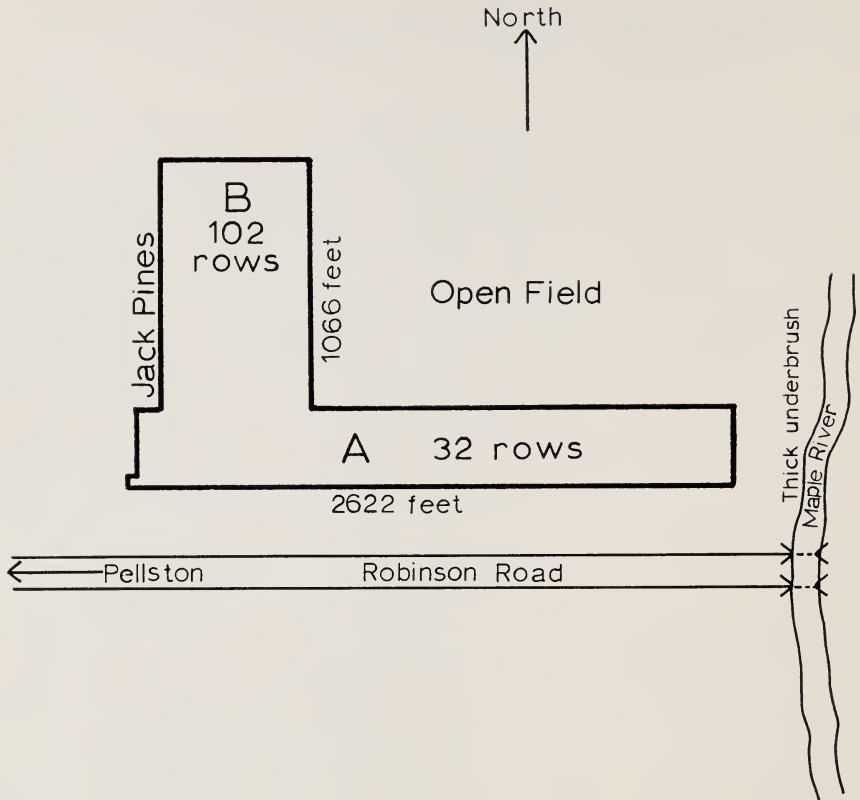 North
B
102
rows
Jack Pines
1066 feet
Open Field
Thick underbrush
Maple River
A 32 rows
2622 feet
Pellston
Robinson Road